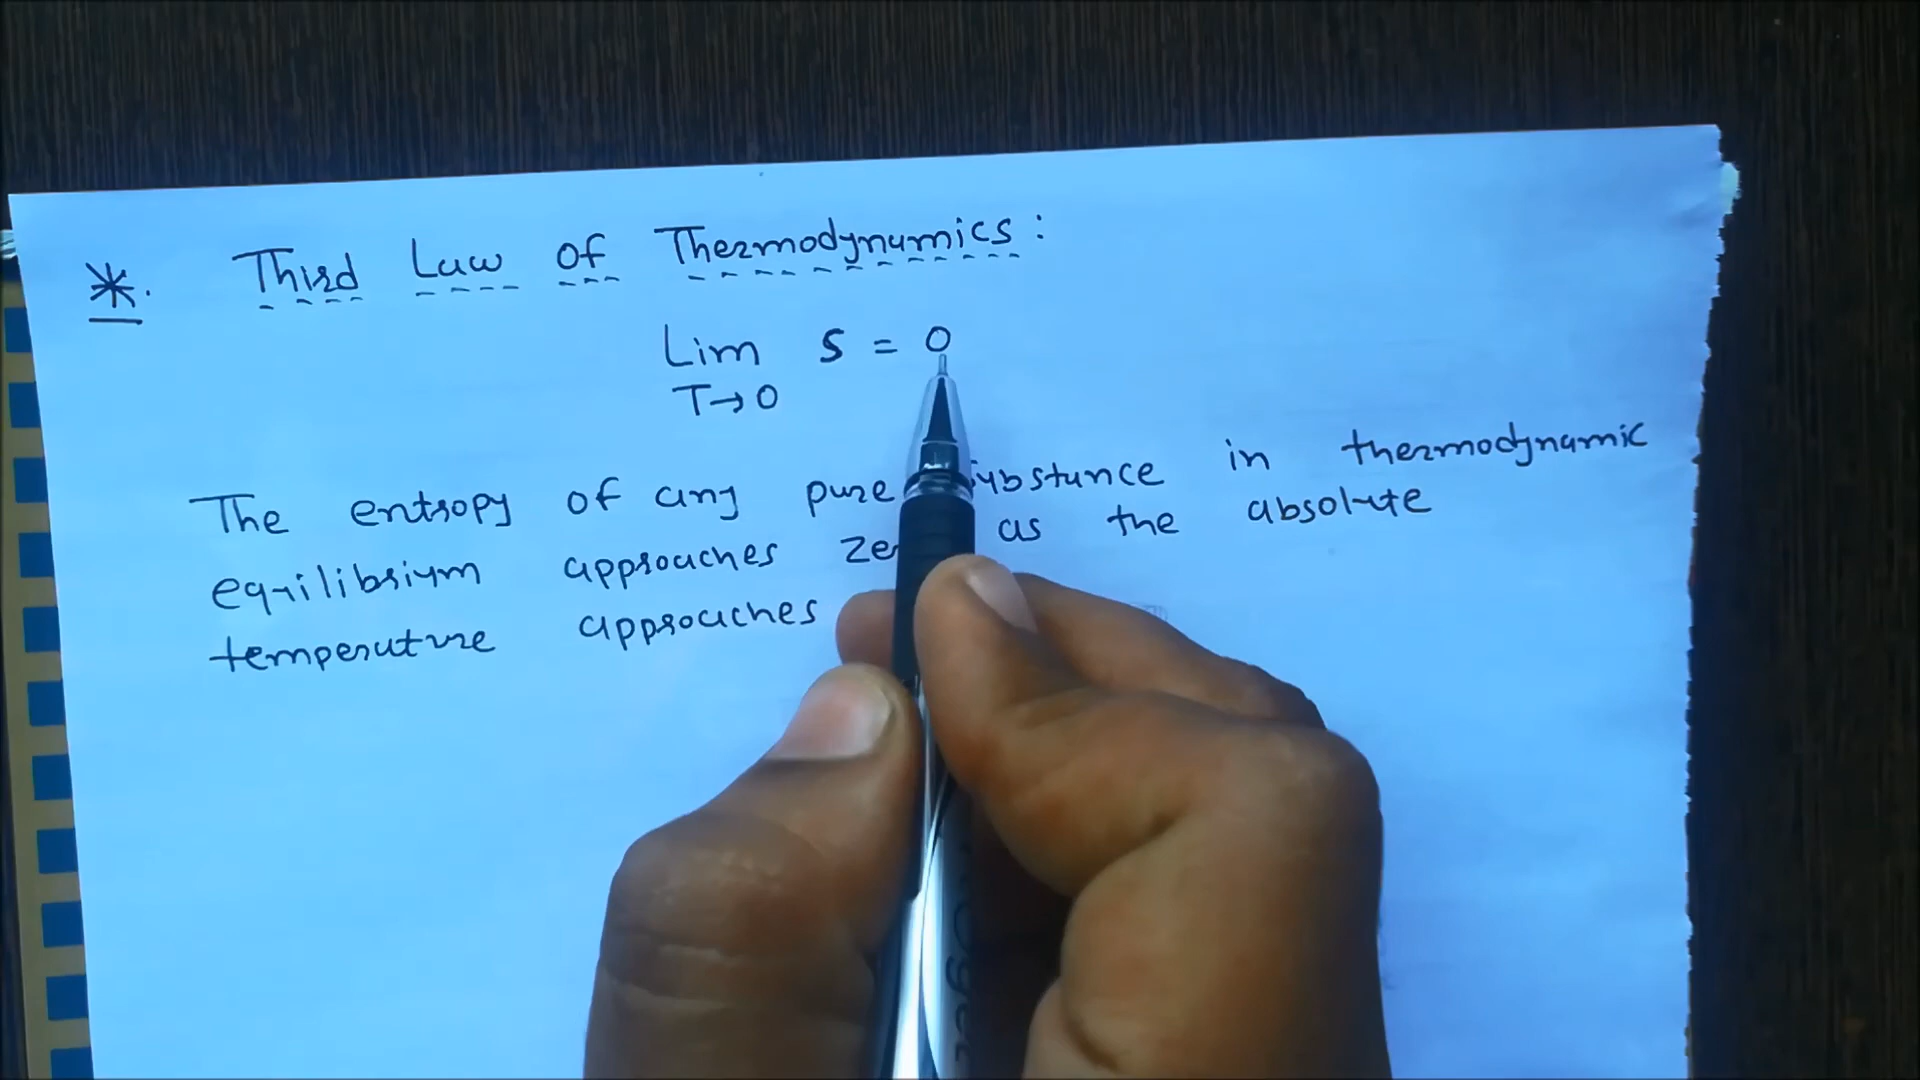 *. Third Law of Thermodynamics:
Lim S = 0
T→0
The entropy of any pure substance in thermodynamic
equilibrium approaches as the absolute
temperature approaches